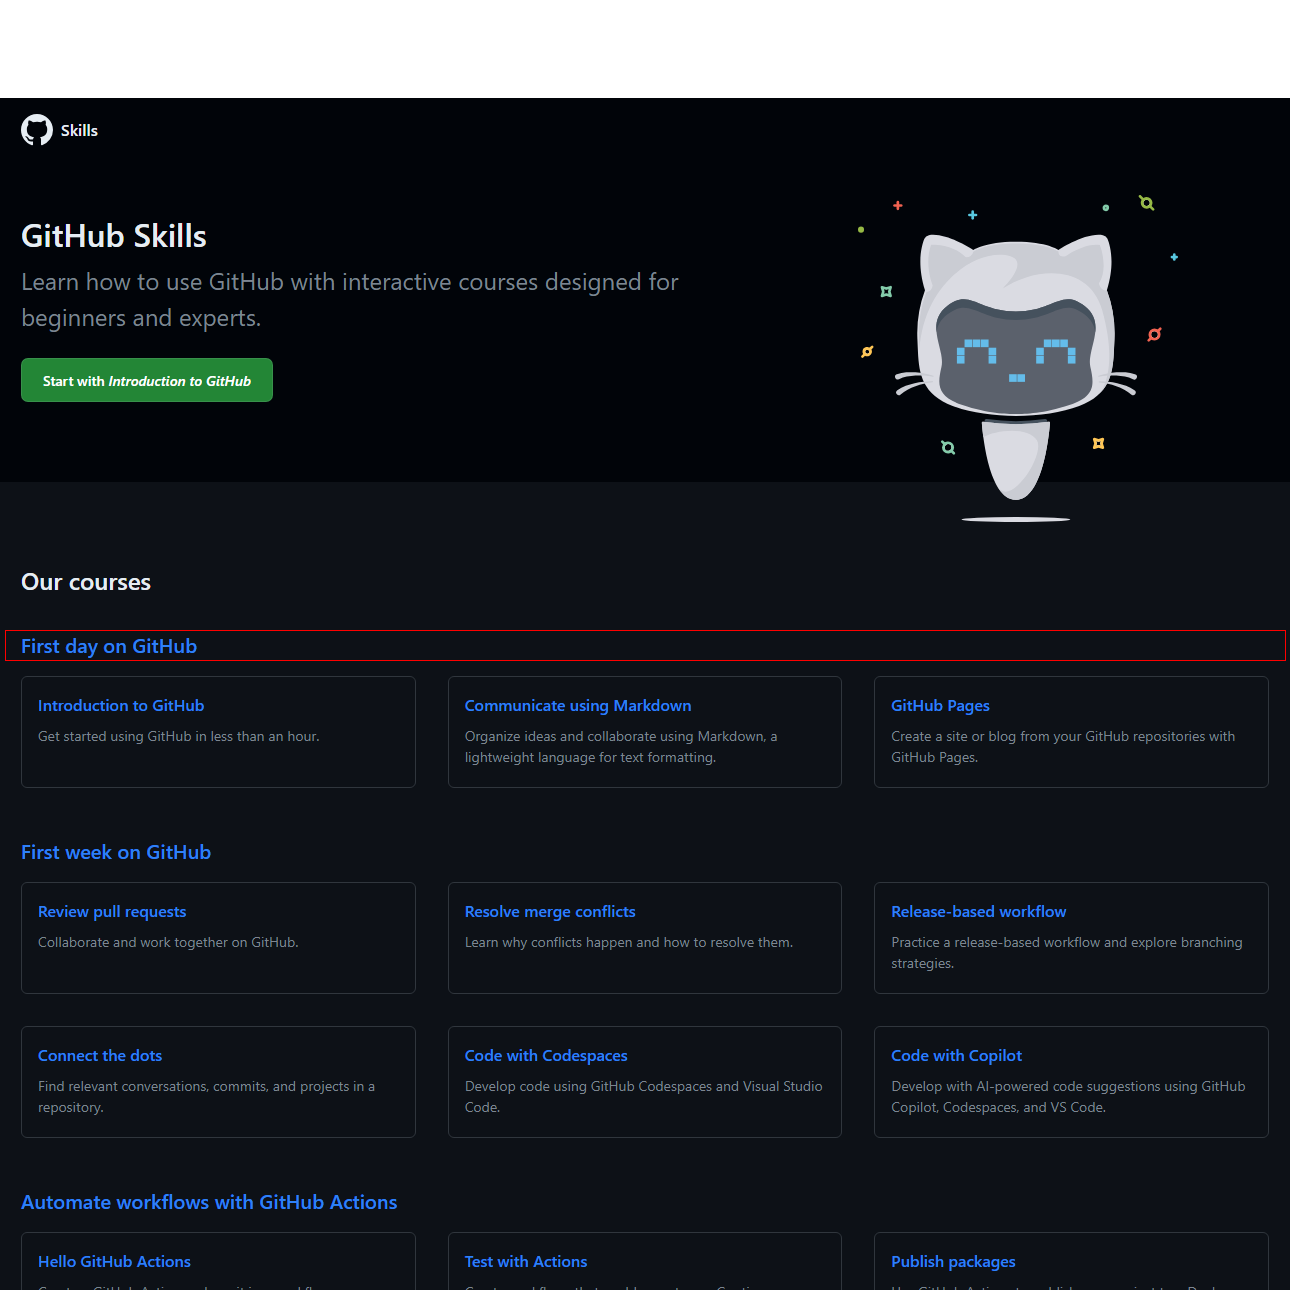 Skills
GitHub Skills
Learn how to use GitHub with interactive courses designed for
beginners and experts.
Start with Introduction to GitHub
Our courses
First day on GitHub
Introduction to GitHub
Get started using GitHub in less than an hour.
Communicate using Markdown
Organize ideas and collaborate using Markdown, a
lightweight language for text formatting.
GitHub Pages
Create a site or blog from your GitHub repositories with
GitHub Pages.
First week on GitHub
Review pull requests
Collaborate and work together on GitHub.
Resolve merge conflicts
Learn why conflicts happen and how to resolve them.
Release-based workflow
Practice a release-based workflow and explore branching
strategies.
Connect the dots
Find relevant conversations, commits, and projects in a
repository.
Code with Codespaces
Develop code using GitHub Codespaces and Visual Studio
Code.
Code with Copilot
Develop with AI-powered code suggestions using GitHub
Copilot, Codespaces, and VS Code.
Automate workflows with GitHub Actions
Hello GitHub Actions
Test with Actions
Publish packages